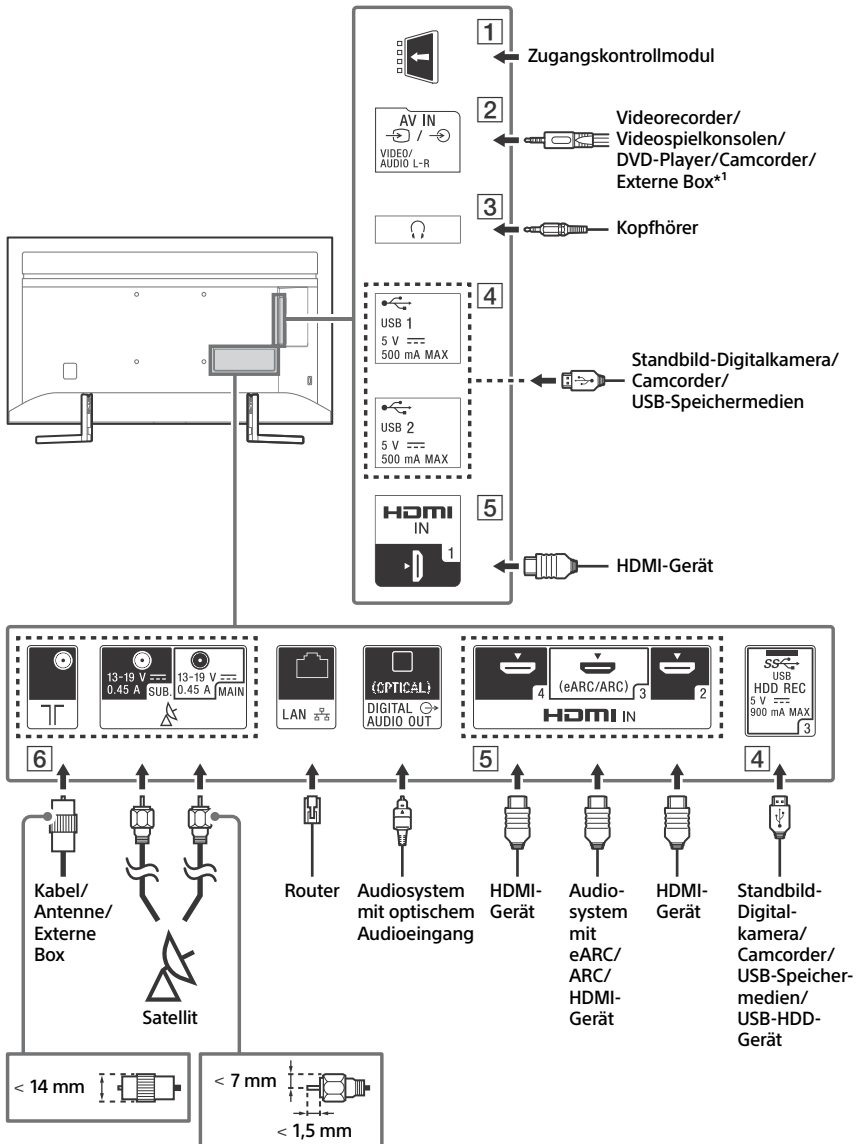 1
Zugangskontrollmodul
2
AV IN
/
VIDEO/
AUDIO L-R
Videorecorder/
Videospielkonsolen/
DVD-Player/Camcorder/
Externe Box*1
3
Kopfhörer
4
USB 1
5 V
500 mA MAX
USB 2
5 V
500 mA MAX
Standbild-Digitalkamera/
Camcorder/
USB-Speichermedien
5
HDMI
IN
1
HDMI-Gerät
13-19 V
0.45 A
SUB.
13-19 V
0.45 A
MAIN
LAN
(OPTICAL)
DIGITAL
AUDIO OUT
4
(eARC/ARC)
3
2
HDMI IN
SS
USB
HDD REC
5 V
900 mA MAX
3
6
5
4
Kabel/
Antenne/
Externe
Box
Satellit
Router
Audiosystem
mit optischem
Audioeingang
HDMI-
Gerät
Audio-
system
mit
eARC/
ARC/
HDMI-
Gerät
HDMI-
Gerät
Standbild-
Digital-
kamera/
Camcorder/
USB-Speicher-
medien/
USB-HDD-
Gerät
< 14 mm
< 7 mm
< 1,5 mm